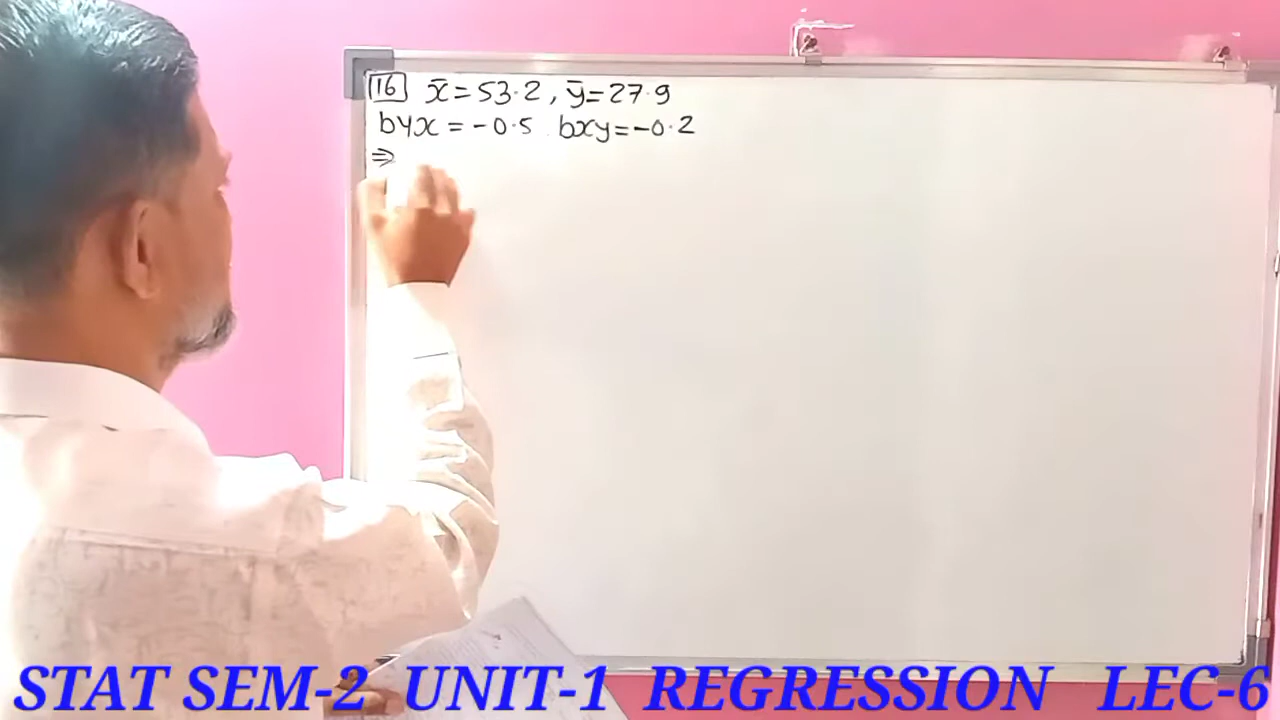 16 x̄ = 53.2, ȳ = 27.9
byx = -0.5 bxy = -0.2
⇒
STAT SEM-2 UNIT-1 REGRESSION LEC-6